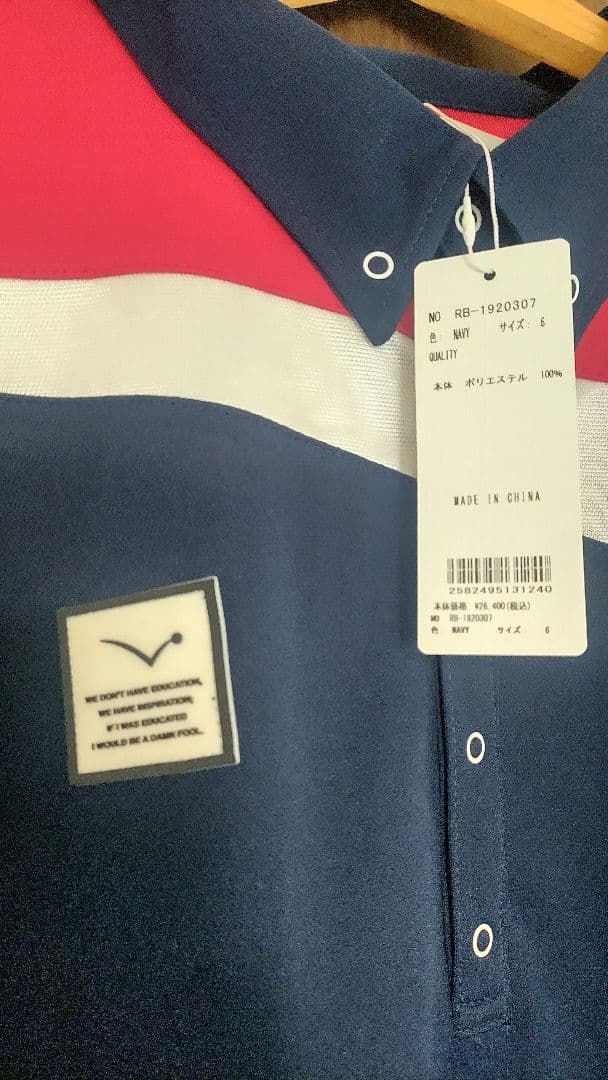 NO RB-1920307
色 NAVY サイズ: 6
QUALITY
本体 ポリエステル 100%
MADE IN CHINA
2582495131240
本体価格 ¥26,400(税込)
NO RB-1920307
色 NAVY サイズ 6
WE DON'T HAVE EDUCATION,
WE HAVE INSPIRATION;
IF I WAS EDUCATED
I WOULD BE A DAMN FOOL.